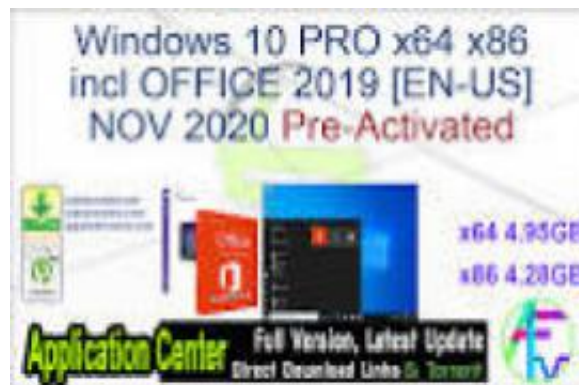 Windows 10 PRO x64 x86
incl OFFICE 2019 [EN-US]
NOV 2020 Pre-Activated
Office
x64 4.95GB
x86 4.28GB
Application Center
Full Version, Latest Update
Direct Download Links & Torrent